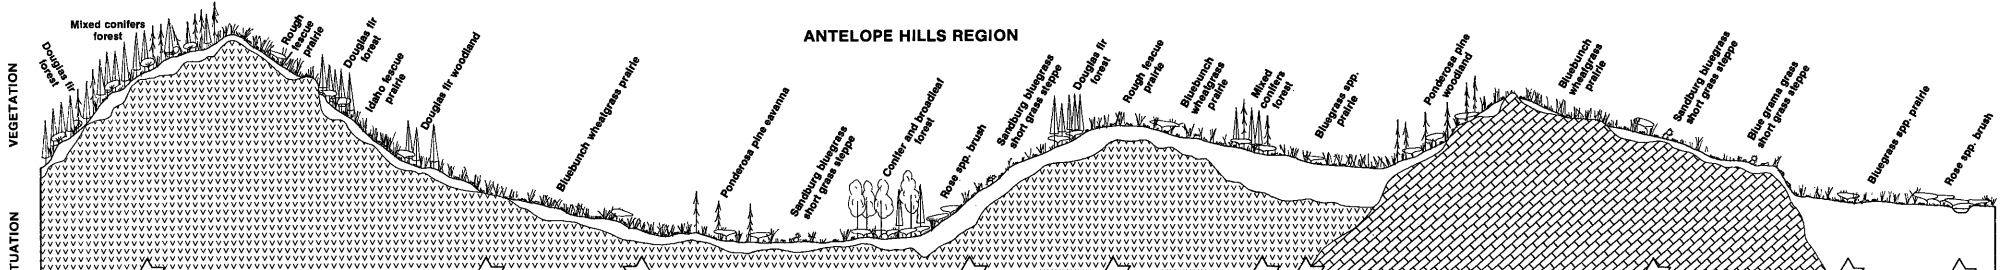 ANTELOPE HILLS REGION
VEGETATION
TUATION
Douglas fir
forest
Mixed conifers
forest
Rough
fescue
prairie
Douglas fir
forest
Idaho fescue
prairie
Douglas fir woodland
Bluebunch wheatgrass prairie
Ponderosa pine savanna
Sandburg bluegrass
short grass steppe
Conifer and broadleaf
forest
Rose spp. brush
Sandburg bluegrass
short grass steppe
Douglas fir
forest
Rough fescue
prairie
Bluebunch
wheatgrass
prairie
Mixed
conifers
forest
Bluegrass spp.
prairie
Ponderosa pine
woodland
Bluebunch
wheatgrass
prairie
Sandburg bluegrass
short grass steppe
Blue grama grass
short grass steppe
Bluegrass spp. prairie
Rose spp. brush